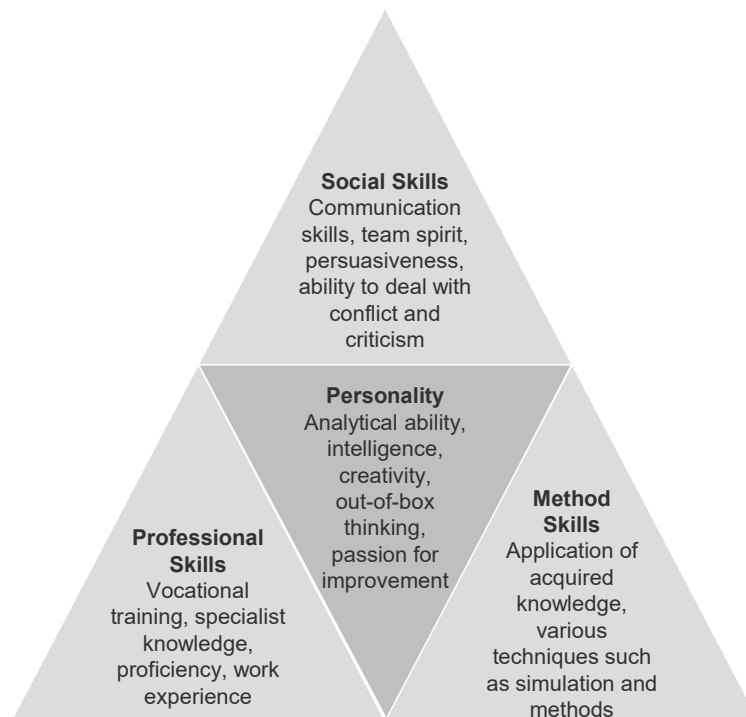 Social Skills
Communication
skills, team spirit,
persuasiveness,
ability to deal with
conflict and
criticism
Personality
Analytical ability,
intelligence,
creativity,
out-of-box
thinking,
passion for
improvement
Professional
Skills
Vocational
training, specialist
knowledge,
proficiency, work
experience
Method
Skills
Application of
acquired
knowledge,
various
techniques such
as simulation and
methods